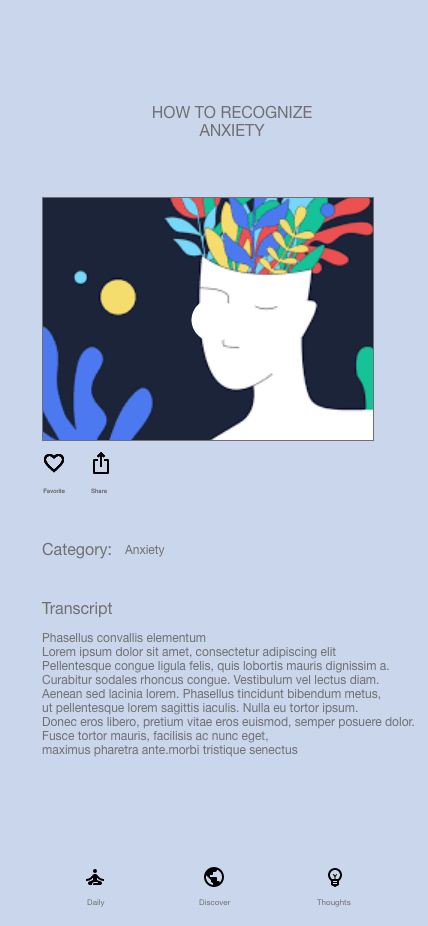 HOW TO RECOGNIZE
ANXIETY
Favorite Share
Category: Anxiety
Transcript
Phasellus convallis elementum
Lorem ipsum dolor sit amet, consectetur adipiscing elit
Pellentesque congue ligula felis, quis lobortis mauris dignissim a.
Curabitur sodales rhoncus congue. Vestibulum vel lectus diam.
Aenean sed lacinia lorem. Phasellus tincidunt bibendum metus,
ut pellentesque lorem sagittis iaculis. Nulla eu tortor ipsum.
Donec eros libero, pretium vitae eros euismod, semper posuere dolor.
Fusce tortor mauris, facilisis ac nunc eget,
maximus pharetra ante.morbi tristique senectus
Daily Discover Thoughts